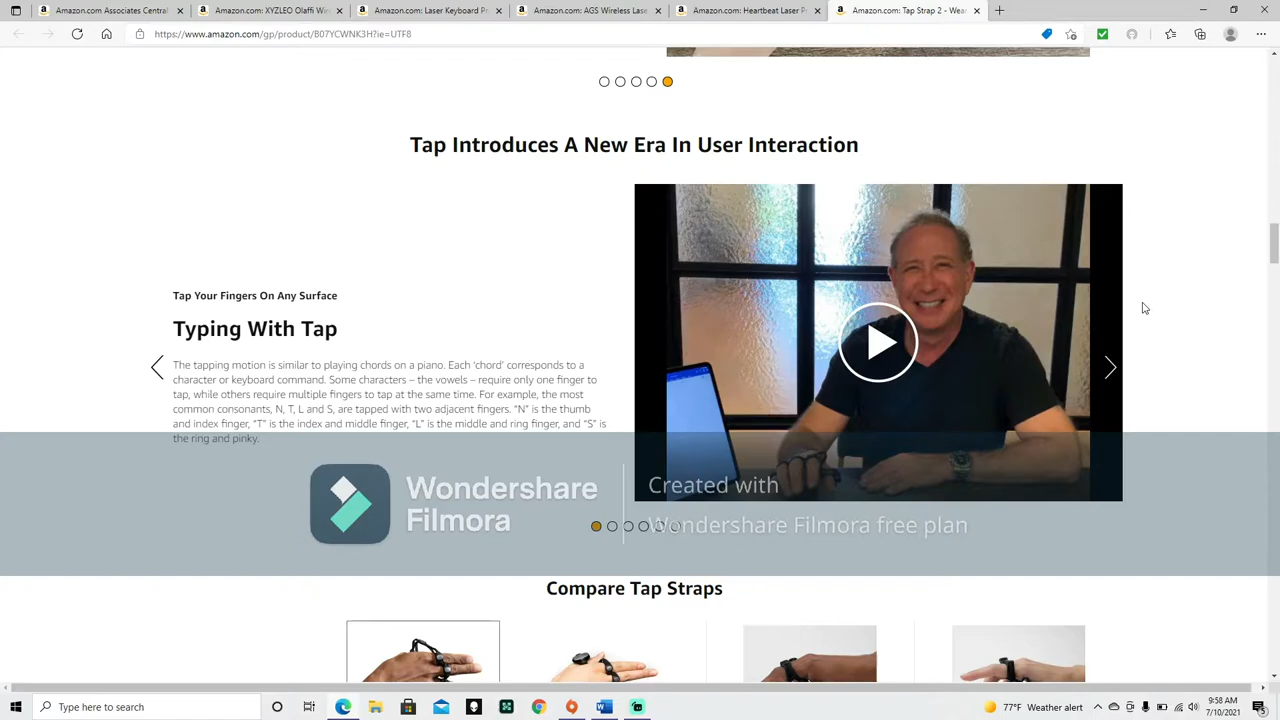 Amazon.com Associates Central
Amazon.com: XYZLEO Olaffi Wire
Amazon.com: Laser Keyboard Pr
Amazon.com: AGS Wireless Lase
Amazon.com: Heartbeat Laser P
Amazon.com: Tap Strap 2 - Wea
https://www.amazon.com/gp/product/B07YCWNK3H?ie=UTF8
Tap Introduces A New Era In User Interaction
Tap Your Fingers On Any Surface
Typing With Tap
The tapping motion is similar to playing chords on a piano. Each ‘chord’ corresponds to a
character or keyboard command. Some characters – the vowels – require only one finger to
tap, while others require multiple fingers to tap at the same time. For example, the most
common consonants, N, T, L and S, are tapped with two adjacent fingers. “N” is the thumb
and index finger, “T” is the index and middle finger, “L” is the middle and ring finger, and “S” is
the ring and pinky.
Wondershare
Filmora
Created with
Wondershare Filmora free plan
Compare Tap Straps
Type here to search
77°F Weather alert
9:58 AM
7/10/2021